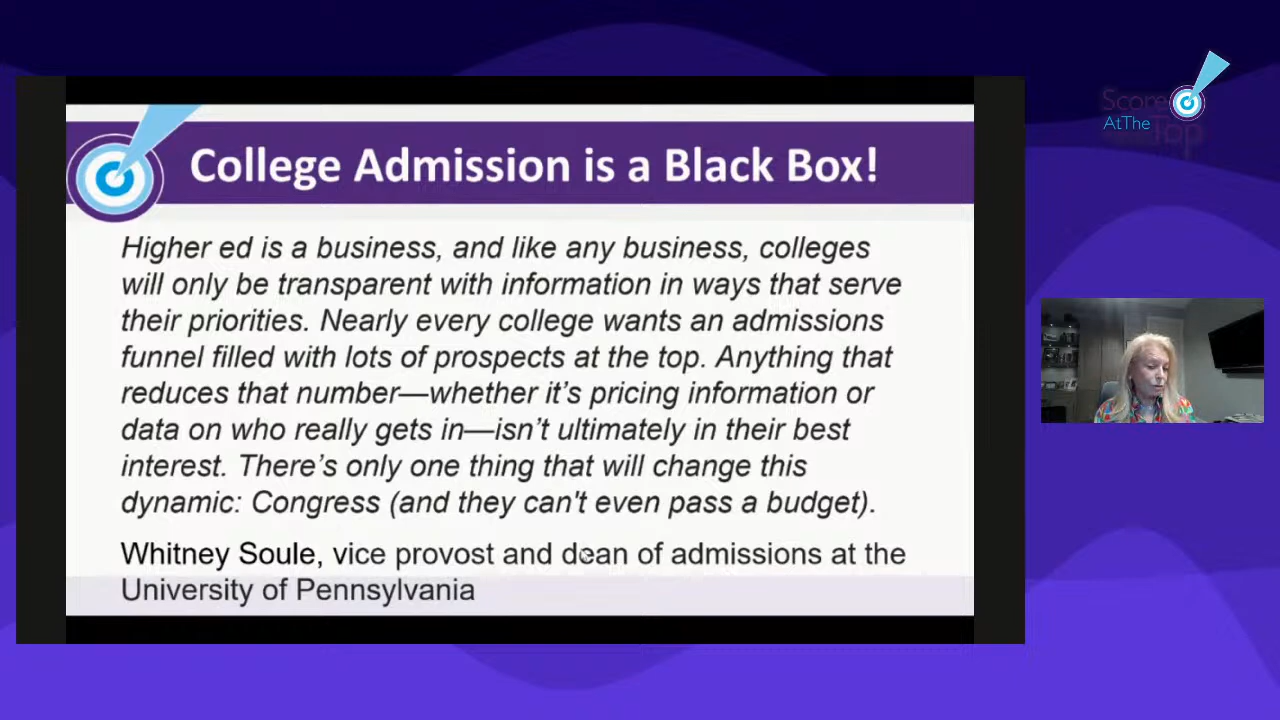 College Admission is a Black Box!
Higher ed is a business, and like any business, colleges
will only be transparent with information in ways that serve
their priorities. Nearly every college wants an admissions
funnel filled with lots of prospects at the top. Anything that
reduces that number—whether it’s pricing information or
data on who really gets in—isn’t ultimately in their best
interest. There’s only one thing that will change this
dynamic: Congress (and they can't even pass a budget).
Whitney Soule, vice provost and dean of admissions at the
University of Pennsylvania
Score
AtThe
Top